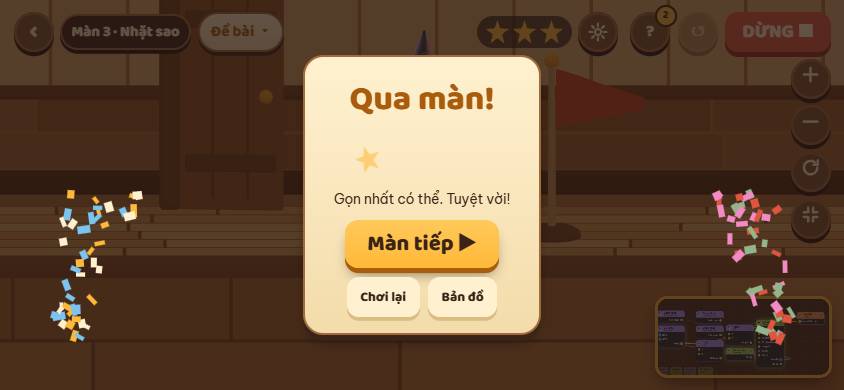 Màn 3 · Nhặt sao
Đề bài
2
?
DỪNG
Qua màn!
Gọn nhất có thể. Tuyệt vời!
Màn tiếp
Chơi lại
Bản đồ